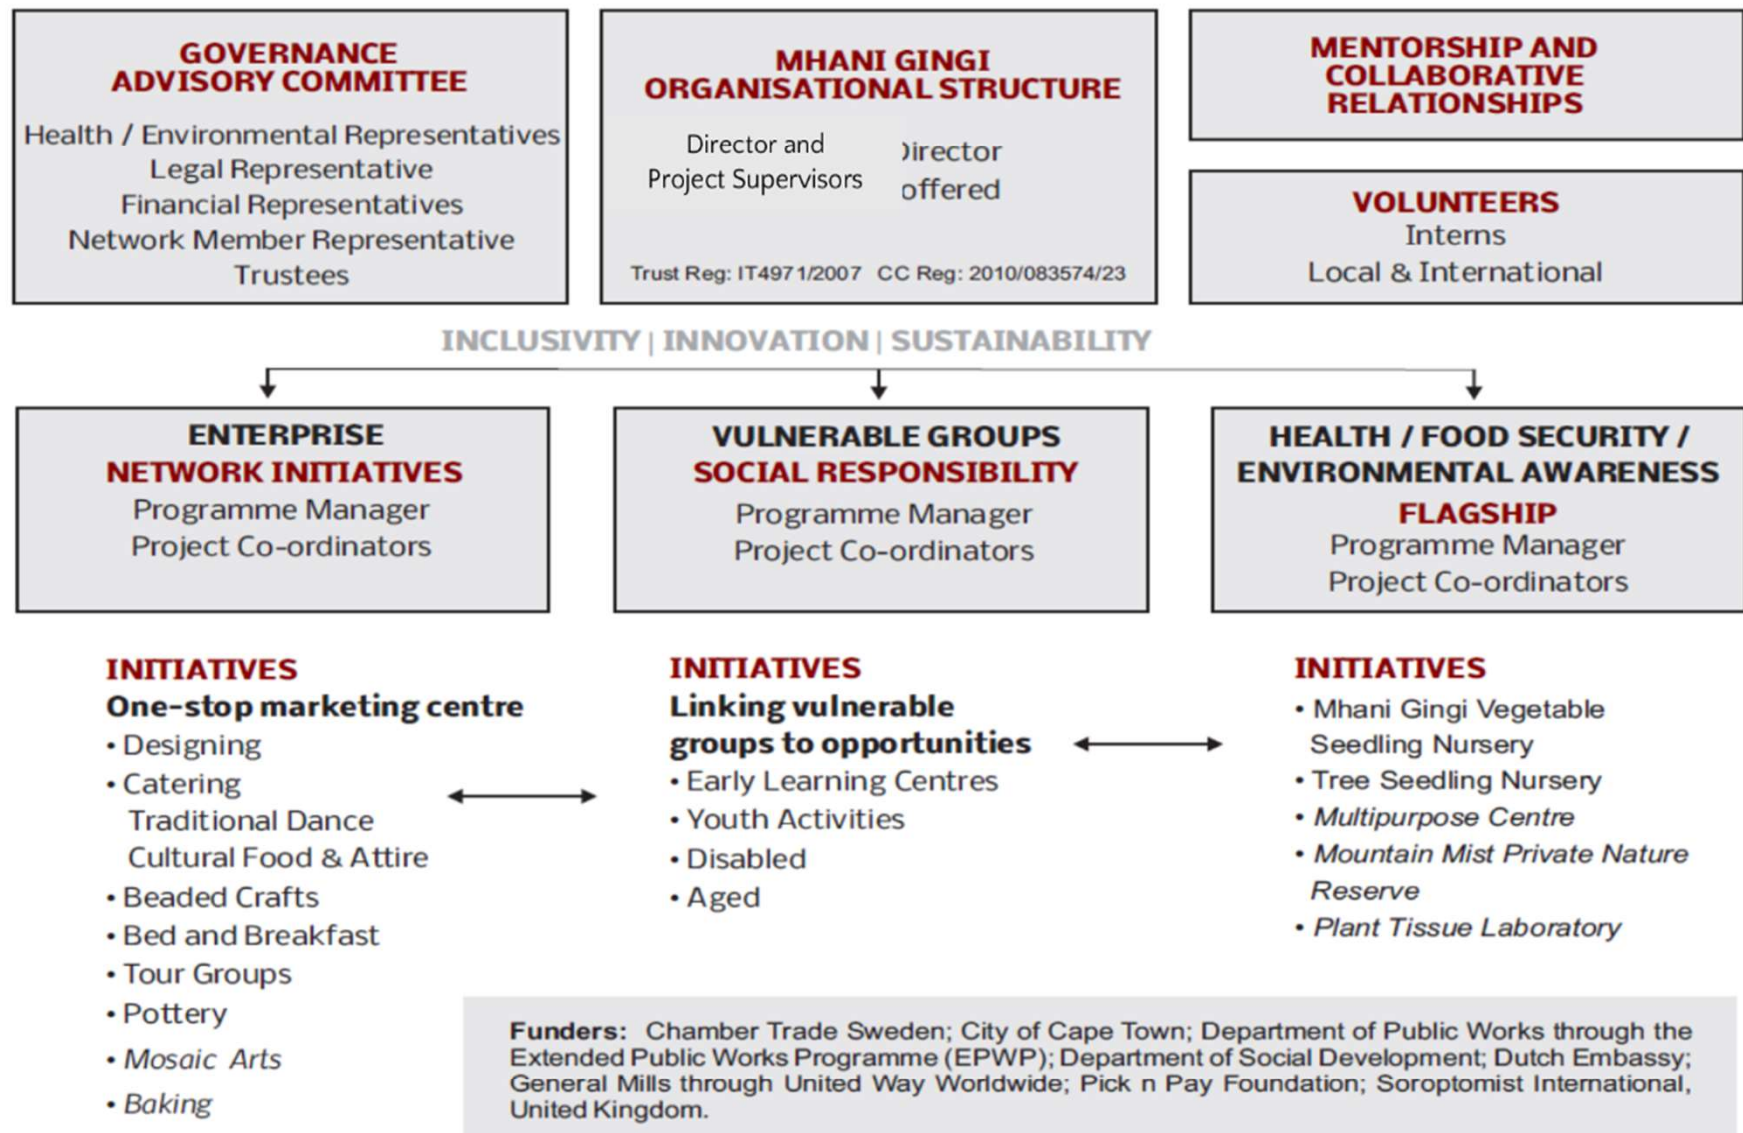 GOVERNANCE
ADVISORY COMMITTEE
Health / Environmental Representatives
Legal Representative
Financial Representatives
Network Member Representative
Trustees
MHANI GINGI
ORGANISATIONAL STRUCTURE
Director and
Project Supervisors
offered
Trust Reg: IT4971/2007 CC Reg: 2010/083574/23
MENTORSHIP AND
COLLABORATIVE
RELATIONSHIPS
VOLUNTEERS
Interns
Local & International
INCLUSIVITY | INNOVATION | SUSTAINABILITY
ENTERPRISE
NETWORK INITIATIVES
Programme Manager
Project Co-ordinators
VULNERABLE GROUPS
SOCIAL RESPONSIBILITY
Programme Manager
Project Co-ordinators
HEALTH / FOOD SECURITY /
ENVIRONMENTAL AWARENESS
FLAGSHIP
Programme Manager
Project Co-ordinators
INITIATIVES
One-stop marketing centre
• Designing
• Catering
Traditional Dance
Cultural Food & Attire
• Beaded Crafts
• Bed and Breakfast
• Tour Groups
• Pottery
• Mosaic Arts
• Baking
INITIATIVES
Linking vulnerable
groups to opportunities
• Early Learning Centres
• Youth Activities
• Disabled
• Aged
INITIATIVES
• Mhani Gingi Vegetable
Seedling Nursery
• Tree Seedling Nursery
• Multipurpose Centre
• Mountain Mist Private Nature
Reserve
• Plant Tissue Laboratory
Funders: Chamber Trade Sweden; City of Cape Town; Department of Public Works through the
Extended Public Works Programme (EPWP); Department of Social Development; Dutch Embassy;
General Mills through United Way Worldwide; Pick n Pay Foundation; Soroptomist International,
United Kingdom.